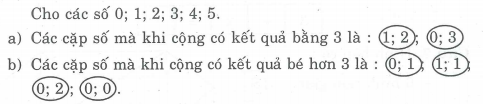 Cho các số 0; 1; 2; 3; 4; 5.
a) Các cặp số mà khi cộng có kết quả bằng 3 là : (1; 2); (0; 3)
b) Các cặp số mà khi cộng có kết quả bé hơn 3 là : (0; 1); (1; 1);
(0; 2); (0; 0).